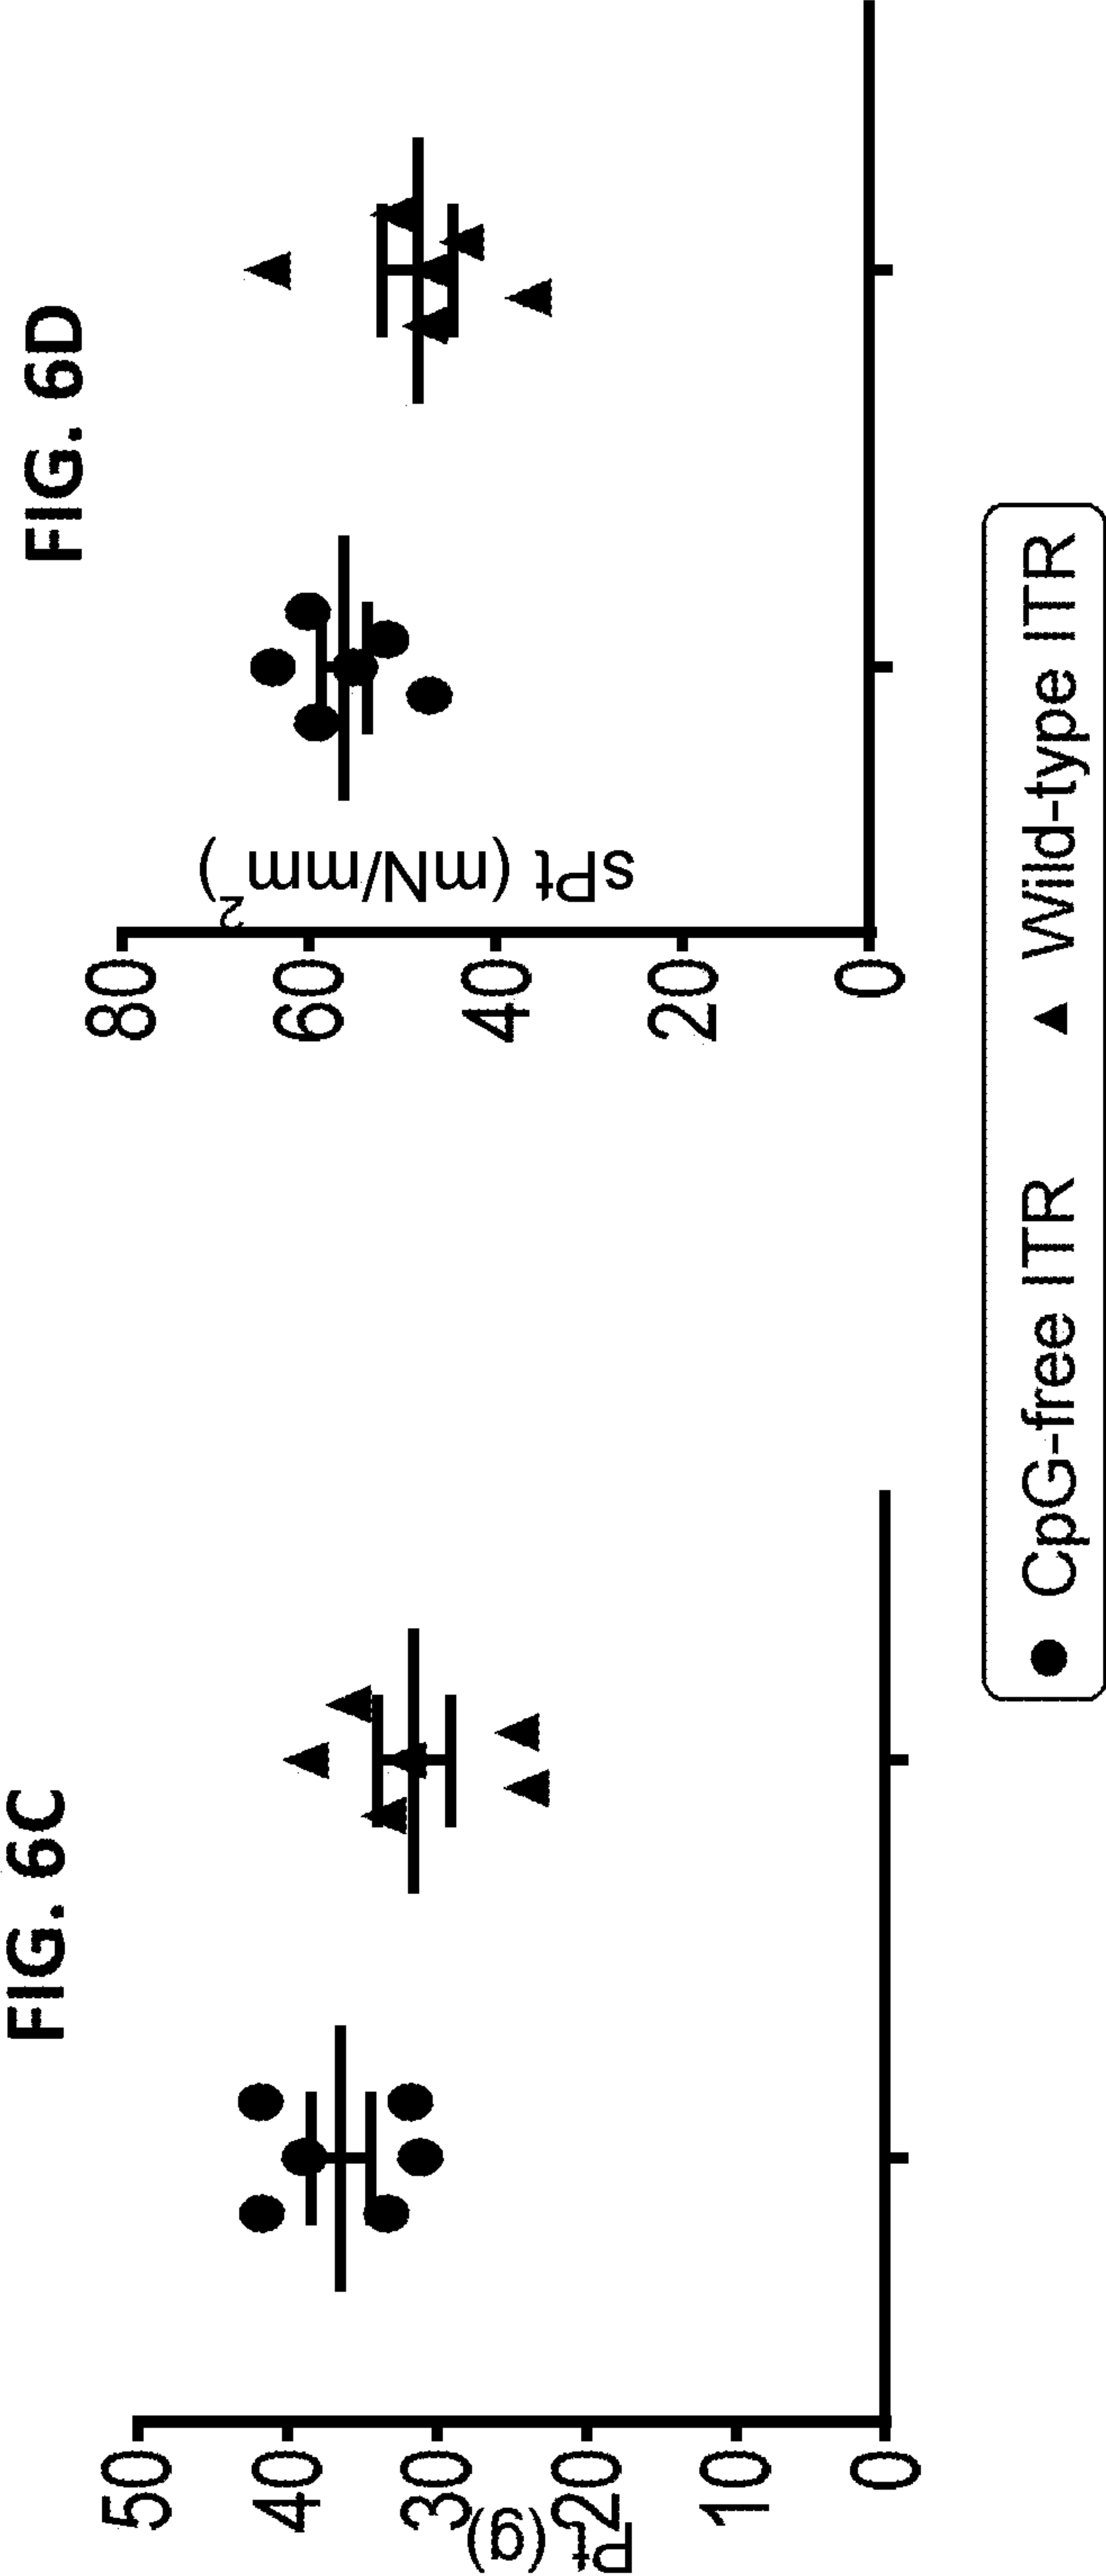 FIG. 6C
Pt (g)
50
40
30
20
10
0
FIG. 6D
sPt (mN/mm2)
80
60
40
20
0
CpG-free ITR
Wild-type ITR